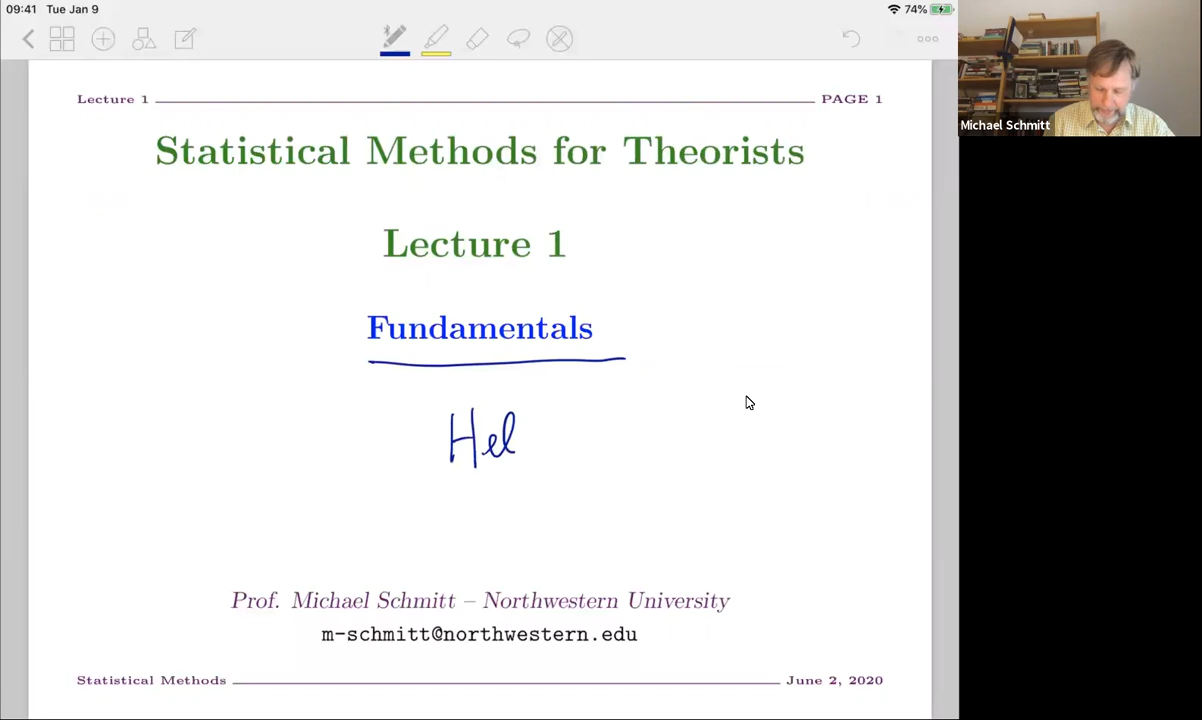 09:41 Tue Jan 9
74%
Lecture 1 PAGE 1
Statistical Methods for Theorists
Lecture 1
Fundamentals
Hel
Prof. Michael Schmitt – Northwestern University
m-schmitt@northwestern.edu
Statistical Methods June 2, 2020
Michael Schmitt